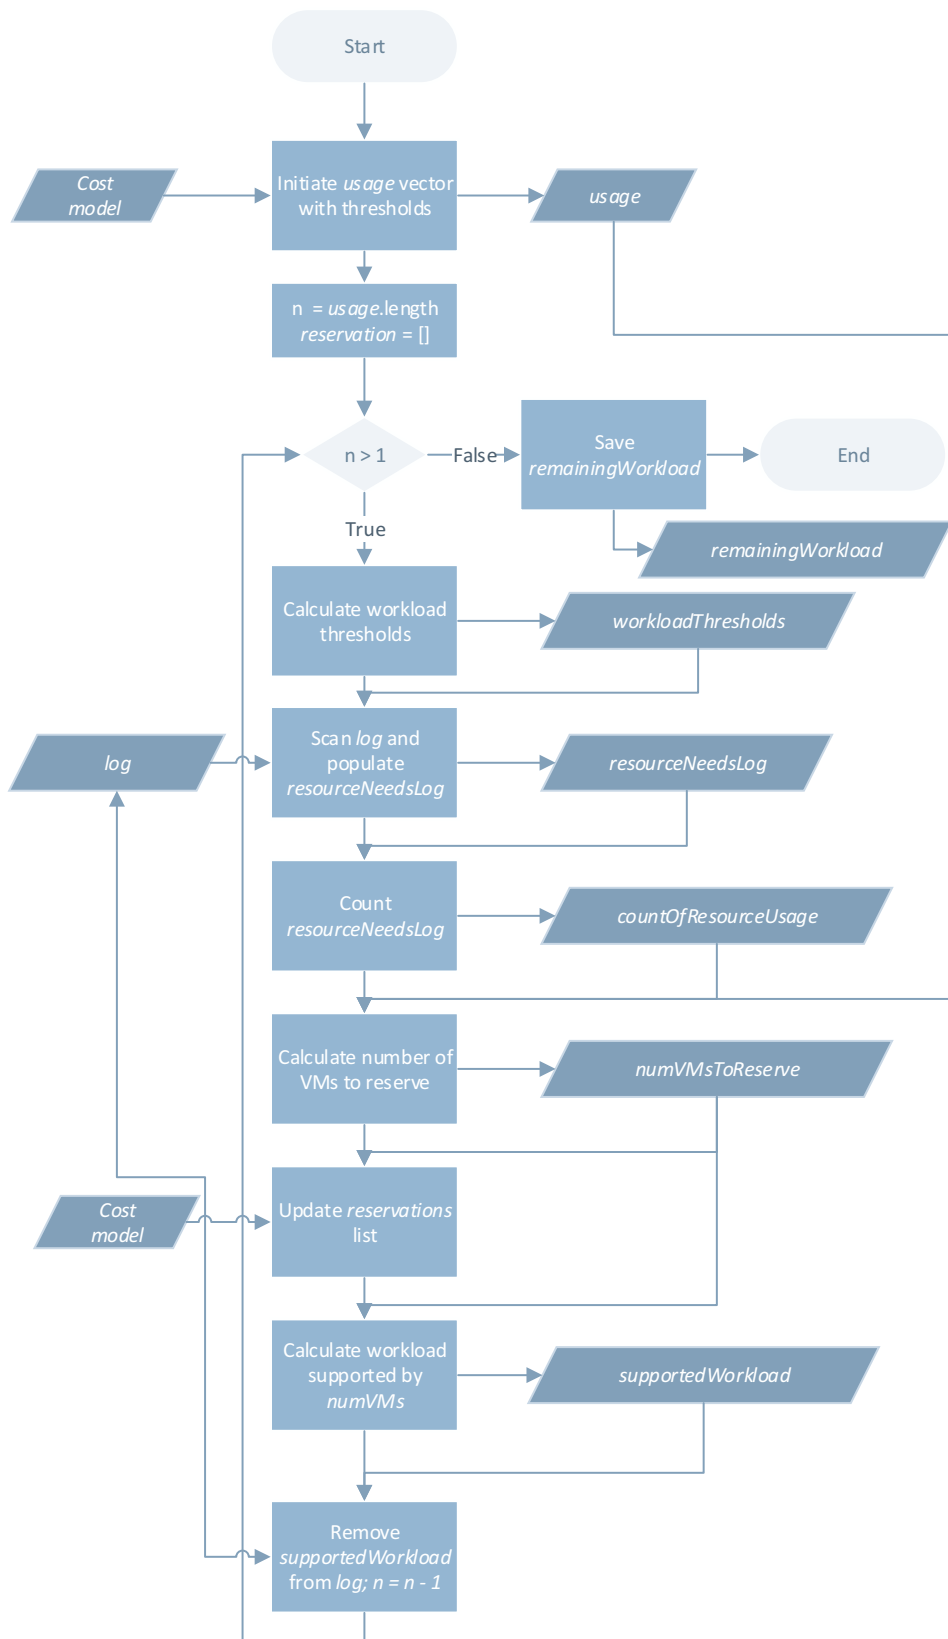 Start
Cost
model
Initiate usage vector
with thresholds
usage
n = usage.length
reservation = []
n > 1
False
Save
remainingWorkload
End
True
remainingWorkload
Calculate workload
thresholds
workloadThresholds
log
Scan log and
populate
resourceNeedsLog
resourceNeedsLog
Count
resourceNeedsLog
countOfResourceUsage
Calculate number of
VMs to reserve
numVMsToReserve
Cost
model
Update reservations
list
Calculate workload
supported by
numVMs
supportedWorkload
Remove
supportedWorkload
from log; n = n - 1